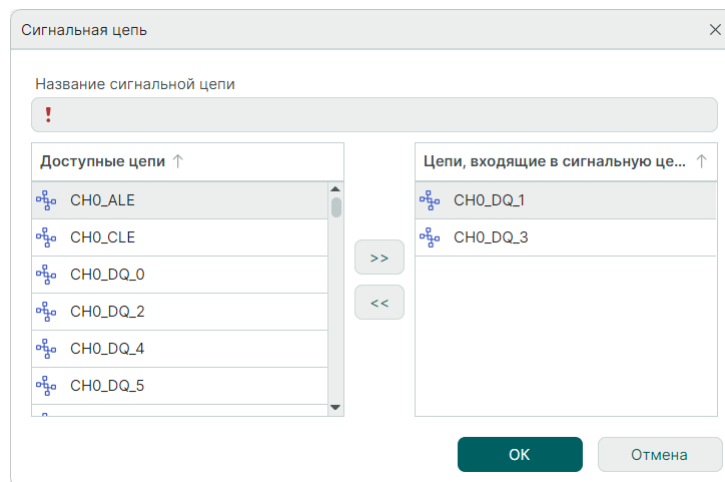 Сигнальная цепь
Название сигнальной цепи
Доступные цепи
Цепи, входящие в сигнальную це...
CH0_ALE
CH0_DQ_1
CH0_CLE
CH0_DQ_3
CH0_DQ_0
>>
CH0_DQ_2
<<
CH0_DQ_4
CH0_DQ_5
ОК
Отмена